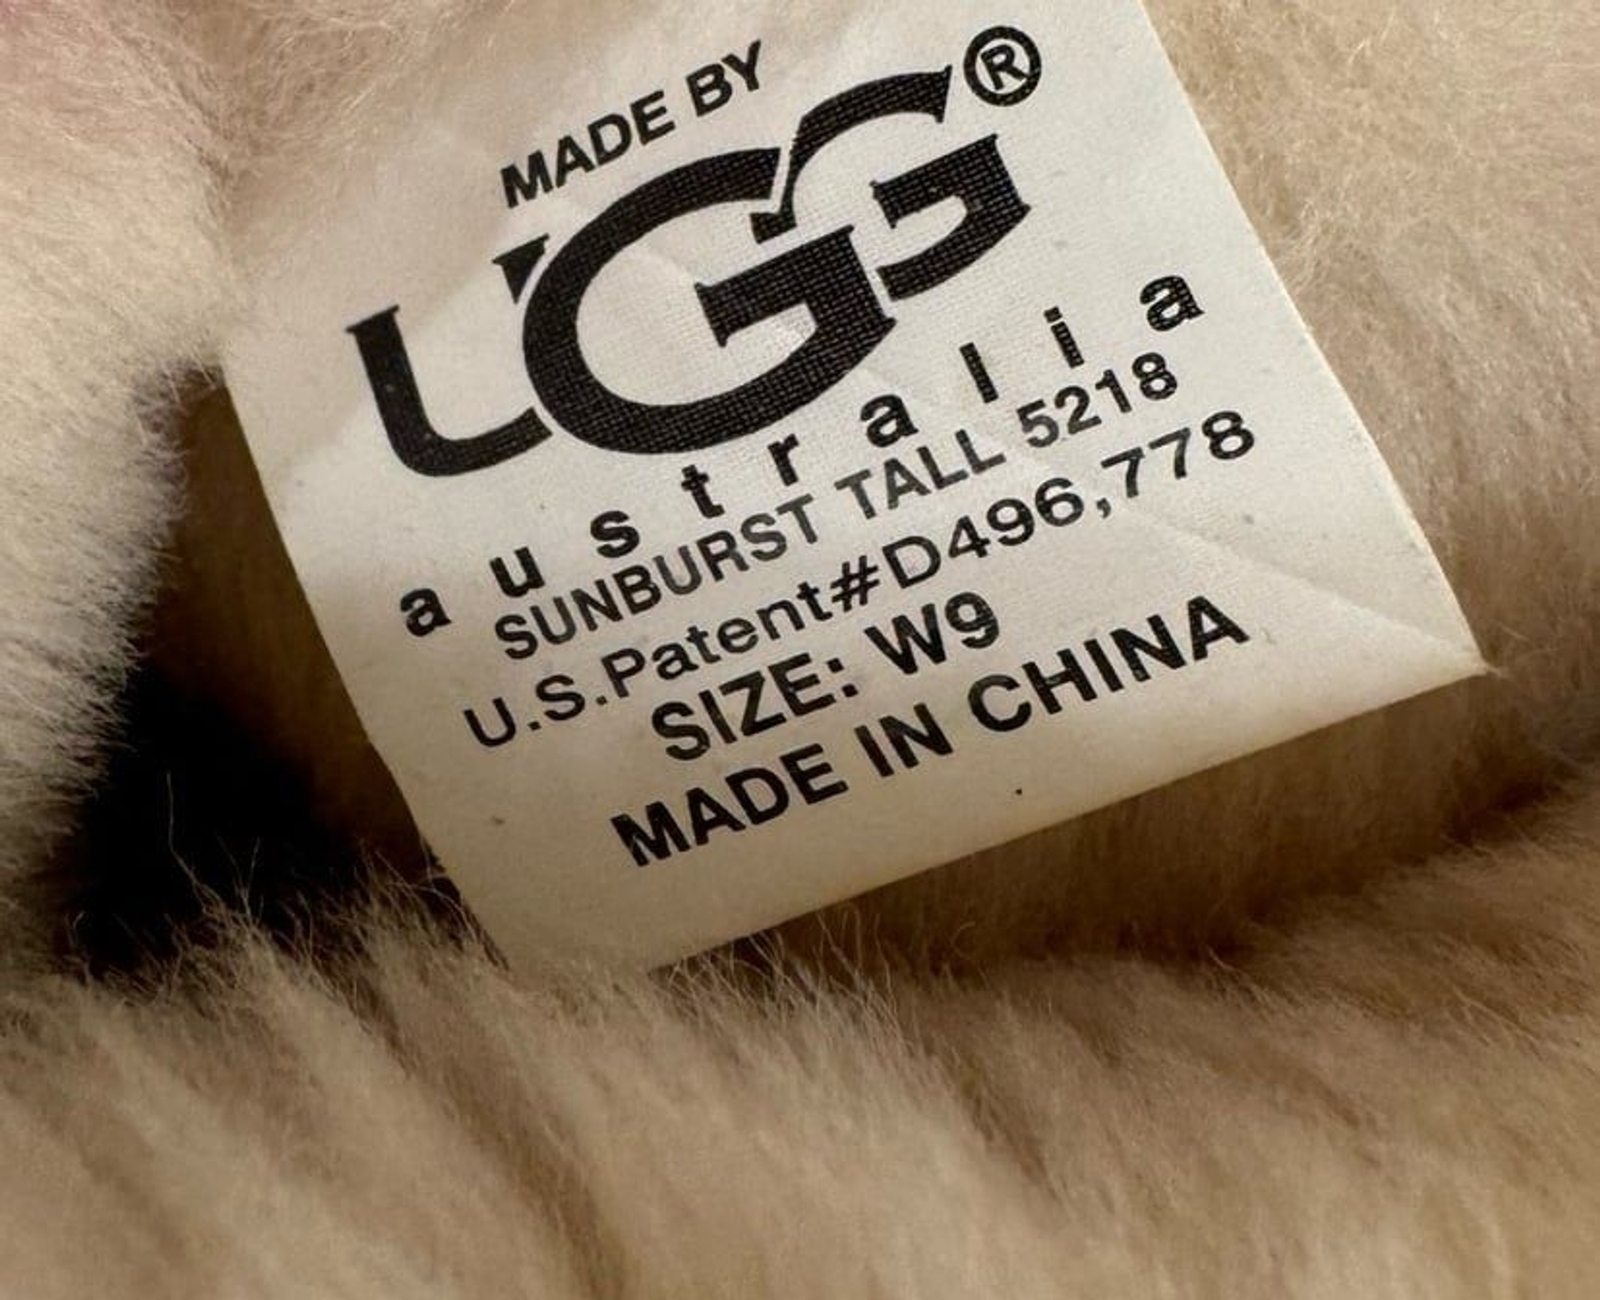 MADE BY
UGG®
australia
SUNBURST TALL 5218
U.S.Patent#D496,778
SIZE: W9
MADE IN CHINA